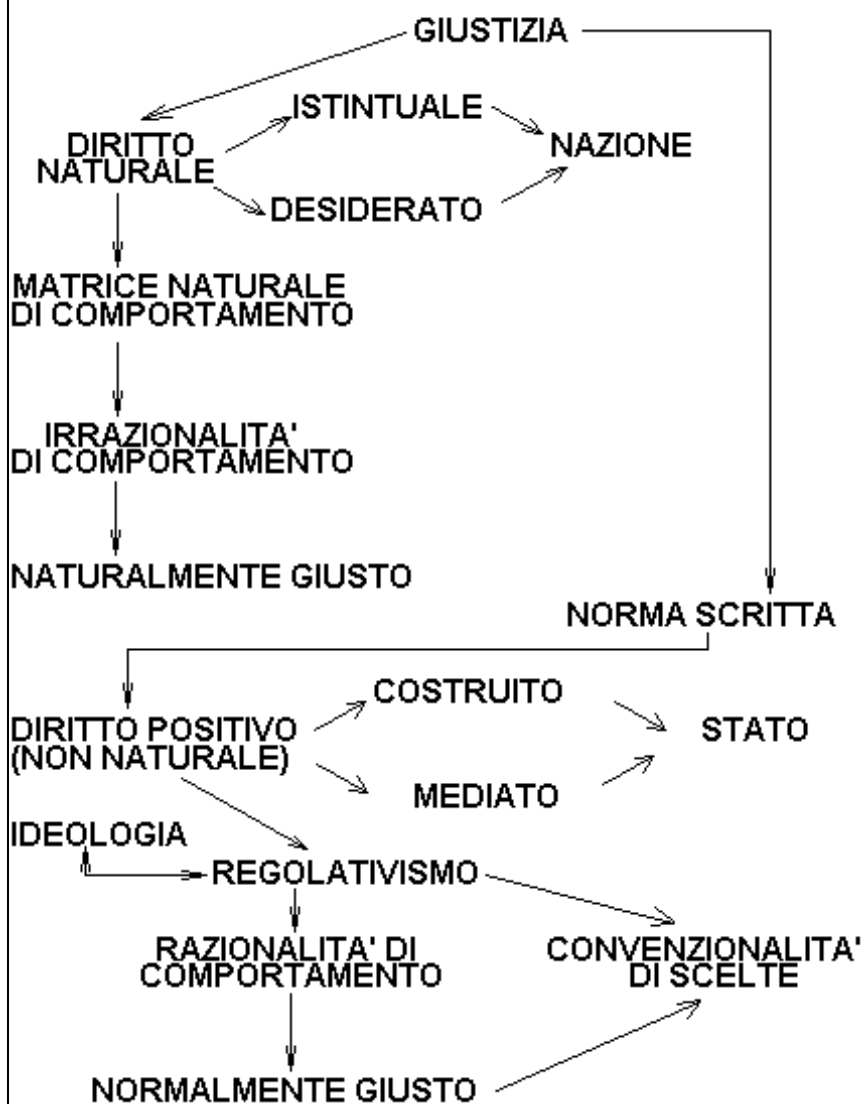 GIUSTIZIA
ISTINTUALE
DIRITTO
NATURALE
NAZIONE
DESIDERATO
MATRICE NATURALE
DI COMPORTAMENTO
IRRAZIONALITA'
DI COMPORTAMENTO
NATURALMENTE GIUSTO
NORMA SCRITTA
COSTRUITO
DIRITTO POSITIVO
(NON NATURALE)
STATO
MEDIATO
IDEOLOGIA
REGOLATIVISMO
RAZIONALITA' DI
COMPORTAMENTO
CONVENZIONALITA'
DI SCELTE
NORMALMENTE GIUSTO